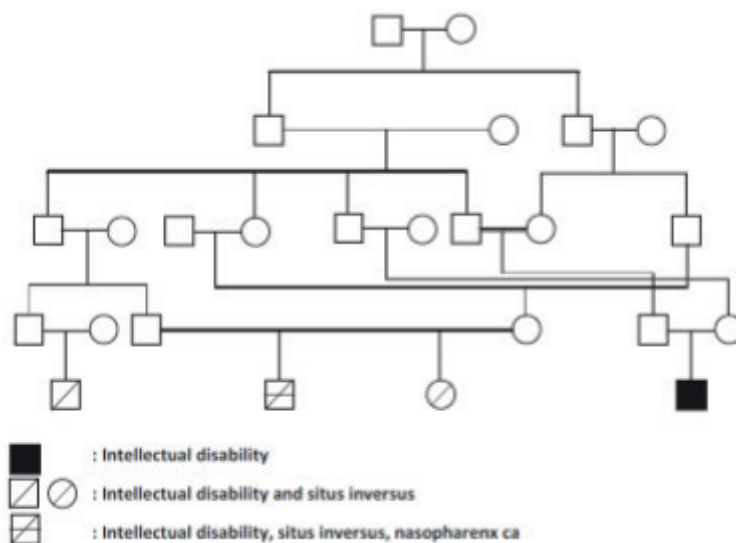 : Intellectual disability
: Intellectual disability and situs inversus
: Intellectual disability, situs inversus, nasopharenx ca